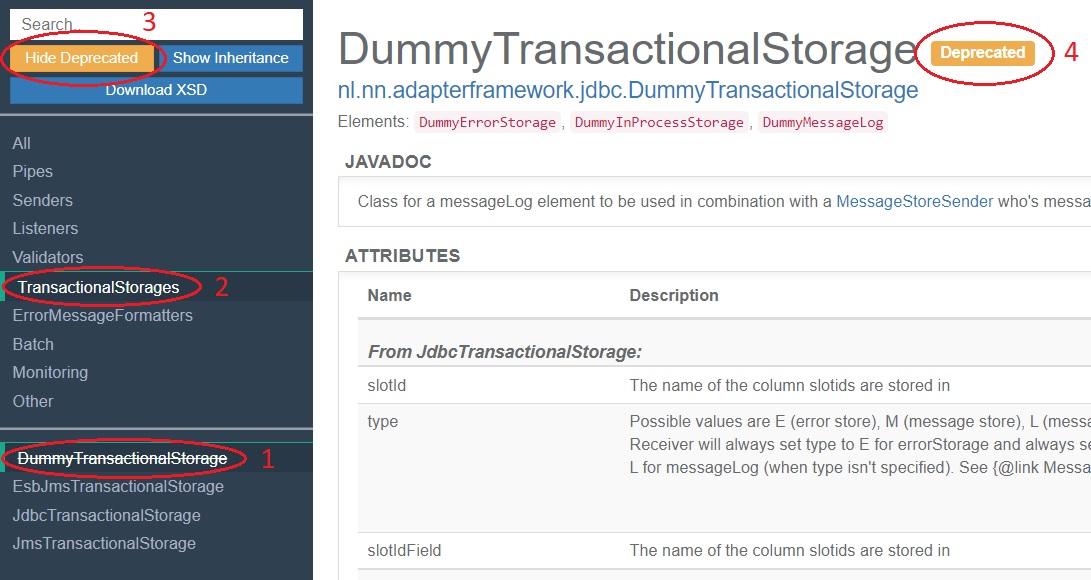 Search...
3
Hide Deprecated
Show Inheritance
Download XSD
All
Pipes
Senders
Listeners
Validators
TransactionalStorages
2
ErrorMessageFormatters
Batch
Monitoring
Other
DummyTransactionalStorage
1
EsbJmsTransactionalStorage
JdbcTransactionalStorage
JmsTransactionalStorage
DummyTransactionalStorage Deprecated 4
nl.nn.adapterframework.jdbc.DummyTransactionalStorage
Elements: DummyErrorStorage , DummyInProcessStorage , DummyMessageLog
JAVADOC
Class for a messageLog element to be used in combination with a MessageStoreSender who's messa
ATTRIBUTES
Name Description
From JdbcTransactionalStorage:
slotId The name of the column slotids are stored in
type Possible values are E (error store), M (message store), L (messa
Receiver will always set type to E for errorStorage and always se
L for messageLog (when type isn't specified). See {@link Messa
slotIdField The name of the column slotids are stored in